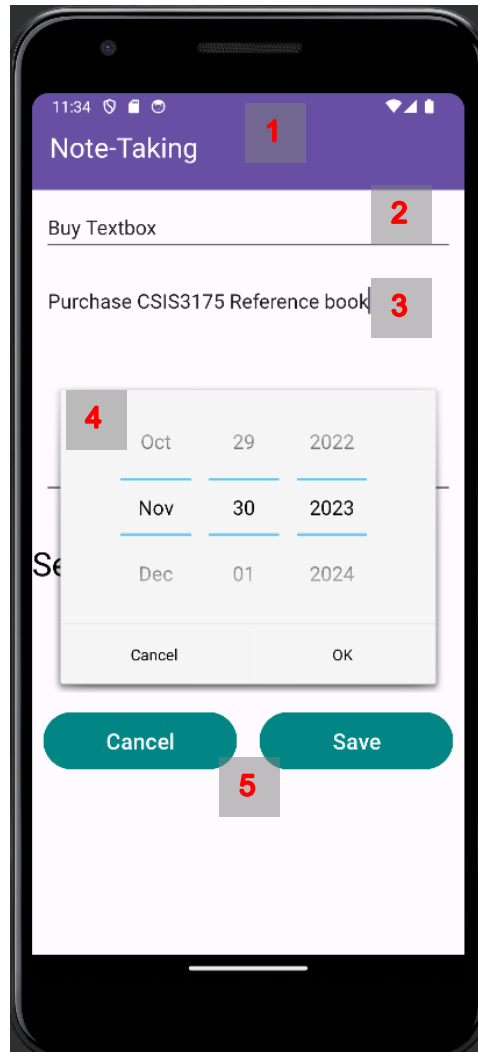 11:34
1
Note-Taking
2
Buy Textbox
Purchase CSIS3175 Reference book
3
4
Oct 29 2022
Nov 30 2023
Se
Dec 01 2024
Cancel OK
Cancel Save
5